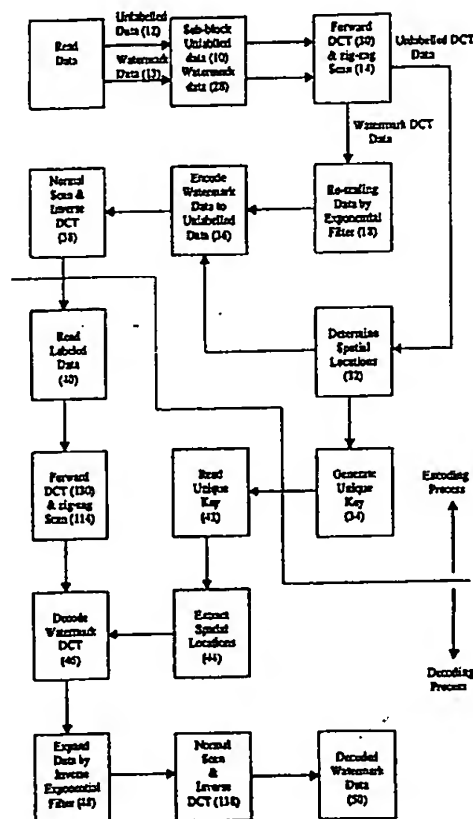 Unlabelled
Data (12)
Read
Data
Watermark
Data (13)
Sub-block
Unlabelled
data (10)
Watermark
data (28)
Forward
DCT (30)
& zig-zag
Scan (14)
Unlabelled DCT
Data
Watermark DCT
Data
Normal
Scan &
Inverse
DCT
(38)
Encode
Watermark
Data to
Unlabelled
Data (36)
Re-scaling
Data by
Exponential
Filter (18)
Read
Labeled
Data
(40)
Determine
Spatial
Locations
(32)
Forward
DCT (130)
& zig-zag
Scan (114)
Read
Unique
Key
(42)
Generate
Unique
Key
(34)
Encoding
Process
Decode
Watermark
DCT
(46)
Extract
Spatial
Locations
(44)
Decoding
Process
Expand
Data by
Inverse
Exponential
Filter (48)
Normal
Scan
&
Inverse
DCT (138)
Decoded
Watermark
Data
(50)